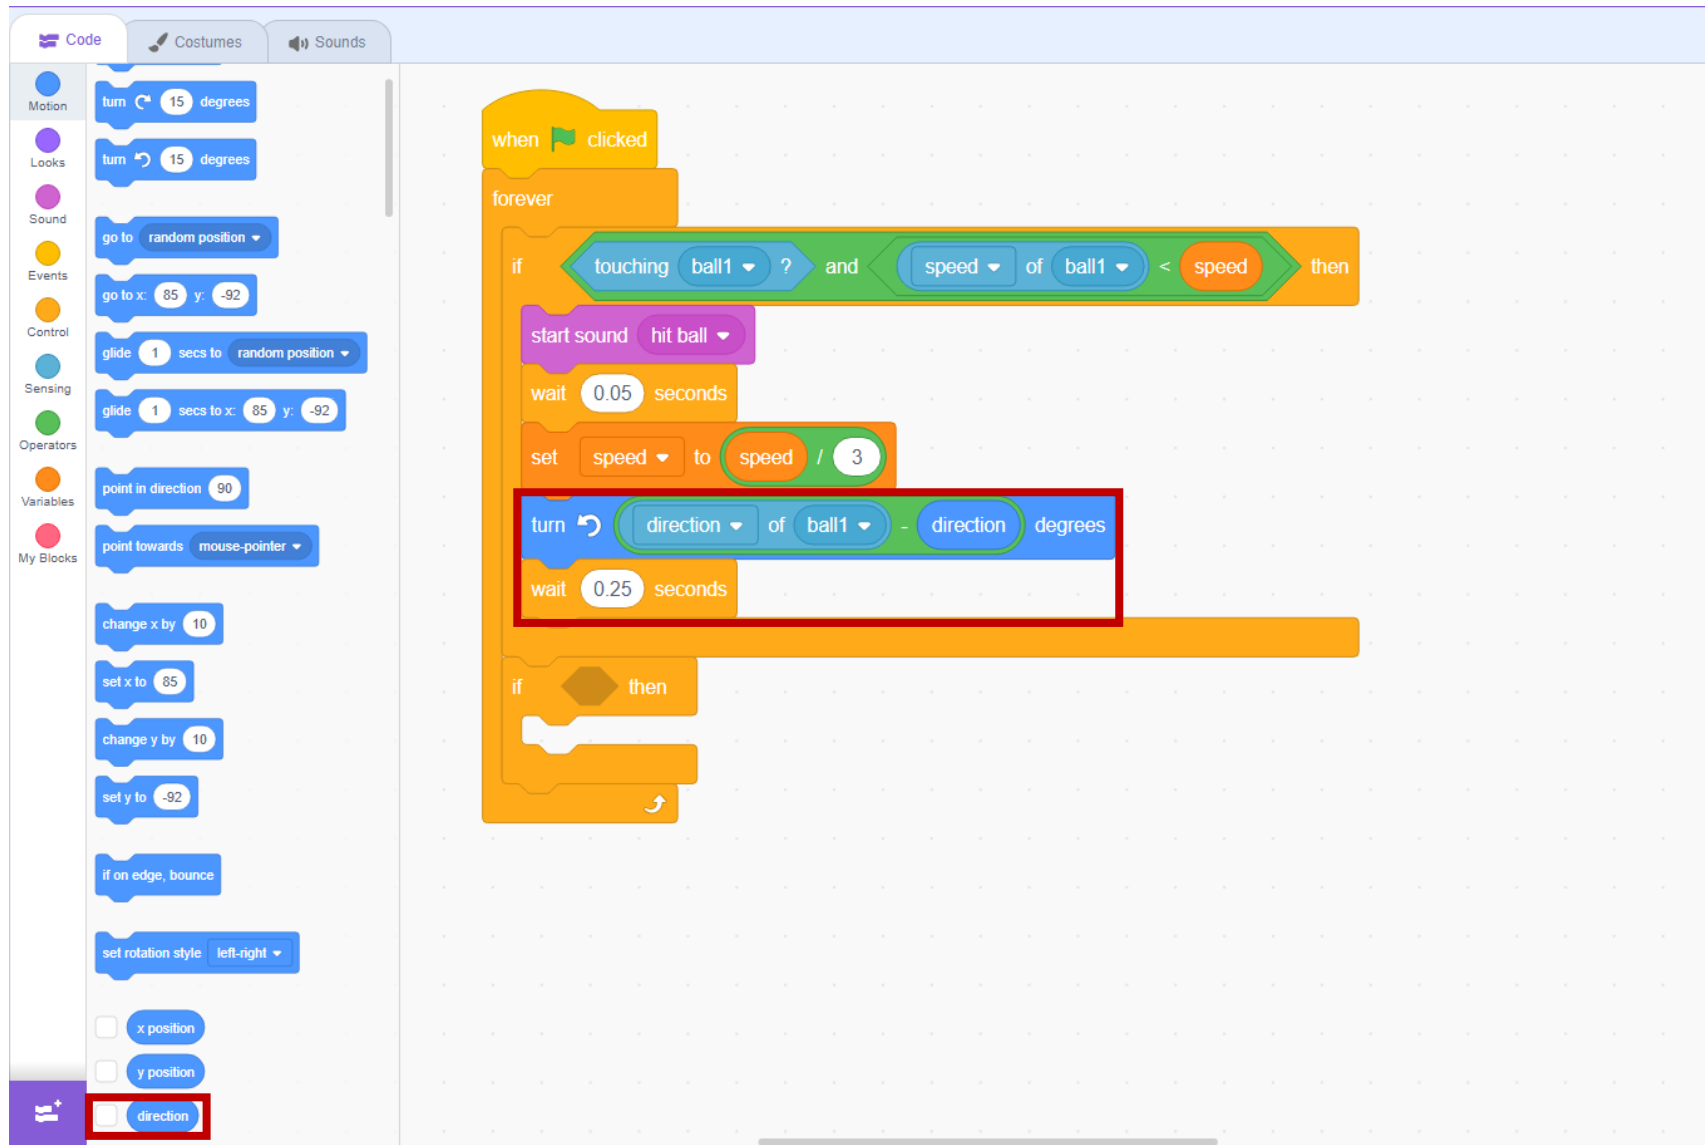 Code
Costumes
Sounds
Motion
Looks
Sound
Events
Control
Sensing
Operators
Variables
My Blocks
turn 15 degrees
turn 15 degrees
go to random position
go to x: 85 y: -92
glide 1 secs to random position
glide 1 secs to x: 85 y: -92
point in direction 90
point towards mouse-pointer
change x by 10
set x to 85
change y by 10
set y to -92
if on edge, bounce
set rotation style left-right
x position
y position
direction
when clicked
forever
if touching ball1 ? and speed of ball1 < speed then
start sound hit ball
wait 0.05 seconds
set speed to speed / 3
turn direction of ball1 - direction degrees
wait 0.25 seconds
if then